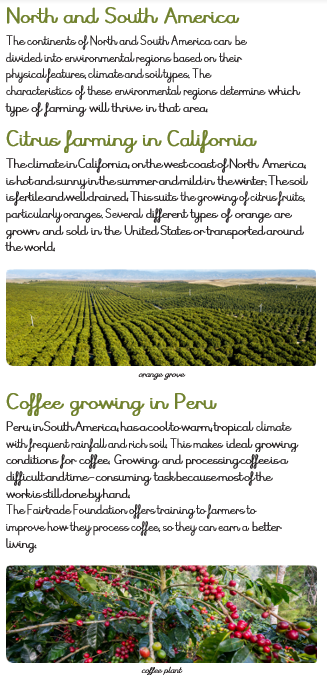 North and South America
The continents of North and South America can be
divided into environmental regions based on their
physical features, climate and soil types. The
characteristics of these environmental regions determine which
type of farming will thrive in that area.
Citrus farming in California
The climate in California, on the west coast of North America,
is hot and sunny in the summer and mild in the winter. The soil
is fertile and well drained. This suits the growing of citrus fruits,
particularly oranges. Several different types of orange are
grown and sold in the United States or transported around
the world.
orange grove
Coffee growing in Peru
Peru, in South America, has a cool to warm, tropical climate
with frequent rainfall and rich soil. This makes ideal growing
conditions for coffee. Growing and processing coffee is a
difficult and time-consuming task because most of the
work is still done by hand.
The Fairtrade Foundation offers training to farmers to
improve how they process coffee, so they can earn a better
living.
coffee plant